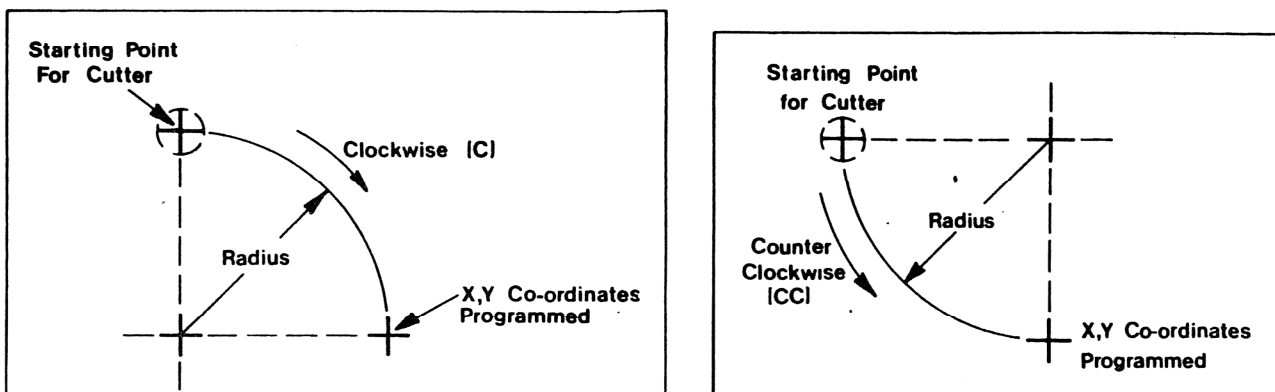 Starting Point
For Cutter
Clockwise (C)
Radius
X,Y Co-ordinates
Programmed
Starting Point
for Cutter
Radius
Counter
Clockwise
(CC)
X,Y Co-ordinates
Programmed